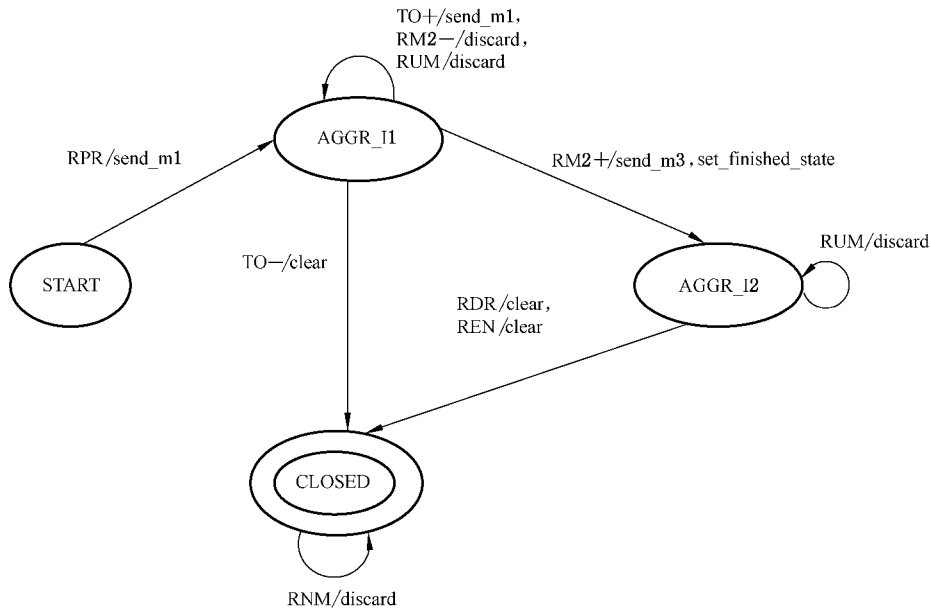 TO+/send_m1,
RM2-/discard,
RUM/discard
AGGR_I1
RPR/send_m1
RM2+/send_m3,set_finished_state
START
TO-/clear
RUM/discard
AGGR_I2
RDR/clear,
REN/clear
CLOSED
RNM/discard